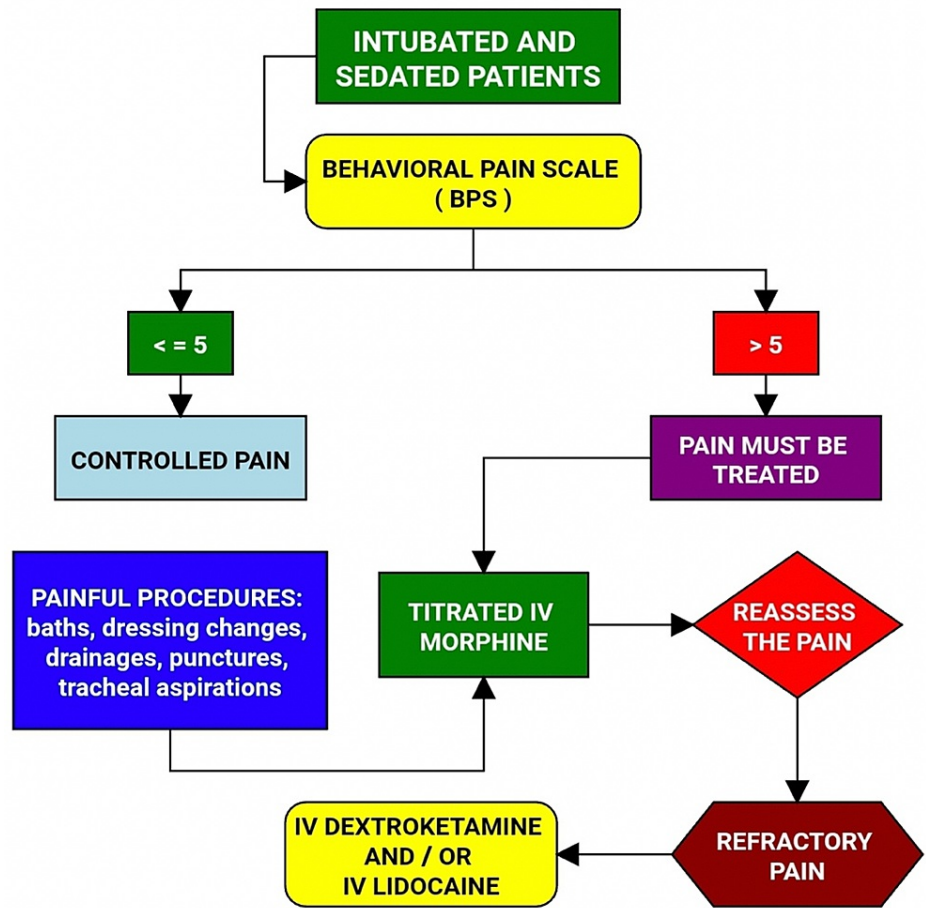 INTUBATED AND
SEDATED PATIENTS
BEHAVIORAL PAIN SCALE
( BPS )
< = 5
> 5
CONTROLLED PAIN
PAIN MUST BE
TREATED
PAINFUL PROCEDURES:
baths, dressing changes,
drainages, punctures,
tracheal aspirations
TITRATED IV
MORPHINE
REASSESS
THE PAIN
IV DEXTROKETAMINE
AND / OR
IV LIDOCAINE
REFRACTORY
PAIN